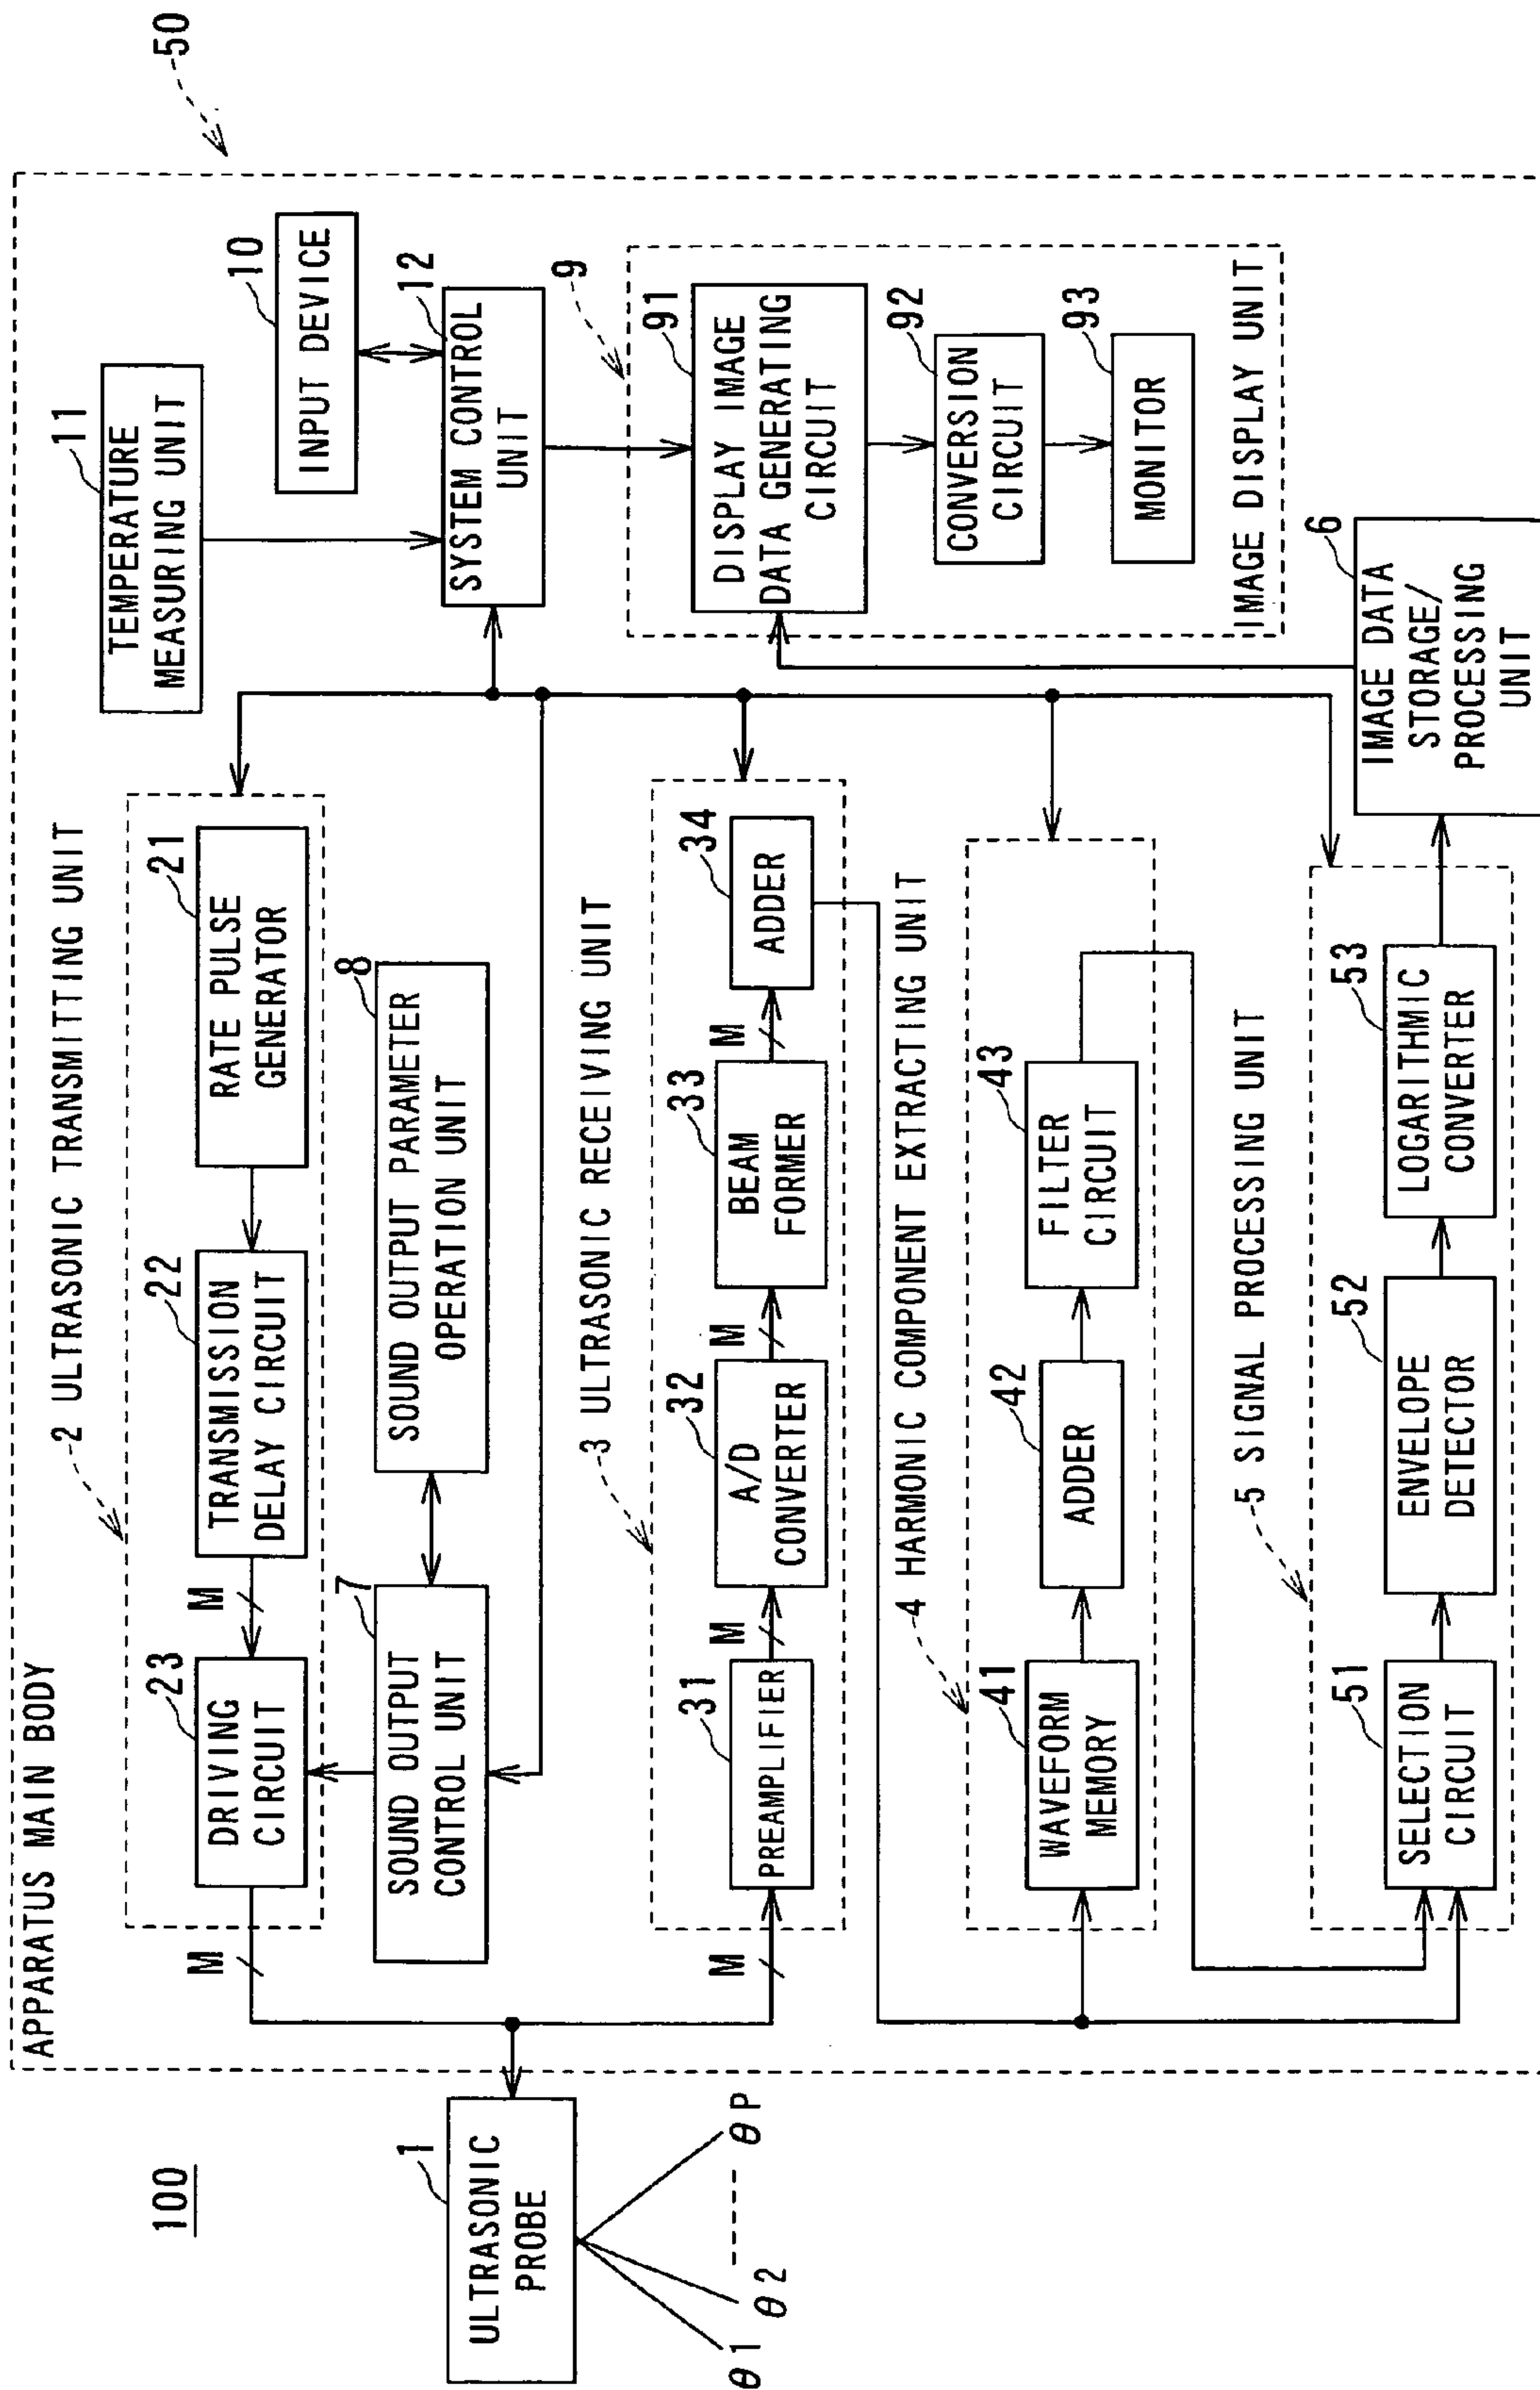 100
50
APPARATUS MAIN BODY
1
ULTRASONIC
PROBE
θ1
θ2
θP
2 ULTRASONIC TRANSMITTING UNIT
M
23
DRIVING
CIRCUIT
M
22
TRANSMISSION
DELAY CIRCUIT
21
RATE PULSE
GENERATOR
7
SOUND OUTPUT
CONTROL UNIT
8
SOUND OUTPUT PARAMETER
OPERATION UNIT
11
TEMPERATURE
MEASURING UNIT
10
INPUT DEVICE
12
SYSTEM CONTROL
UNIT
3 ULTRASONIC RECEIVING UNIT
M
31
PREAMPLIFIER
M
32
A/D
CONVERTER
M
33
BEAM
FORMER
M
34
ADDER
9
91
DISPLAY IMAGE
DATA GENERATING
CIRCUIT
92
CONVERSION
CIRCUIT
93
MONITOR
IMAGE DISPLAY UNIT
4 HARMONIC COMPONENT EXTRACTING UNIT
41
WAVEFORM
MEMORY
42
ADDER
43
FILTER
CIRCUIT
5 SIGNAL PROCESSING UNIT
51
SELECTION
CIRCUIT
52
ENVELOPE
DETECTOR
53
LOGARITHMIC
CONVERTER
6
IMAGE DATA
STORAGE/
PROCESSING
UNIT